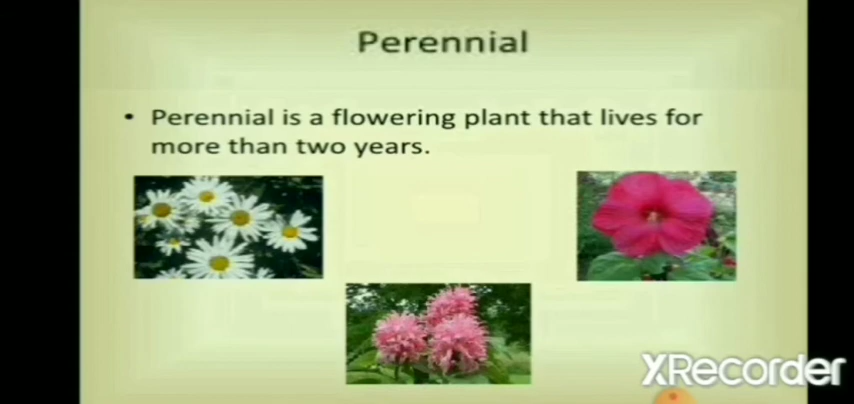 Perennial
• Perennial is a flowering plant that lives for
more than two years.
XRecorder